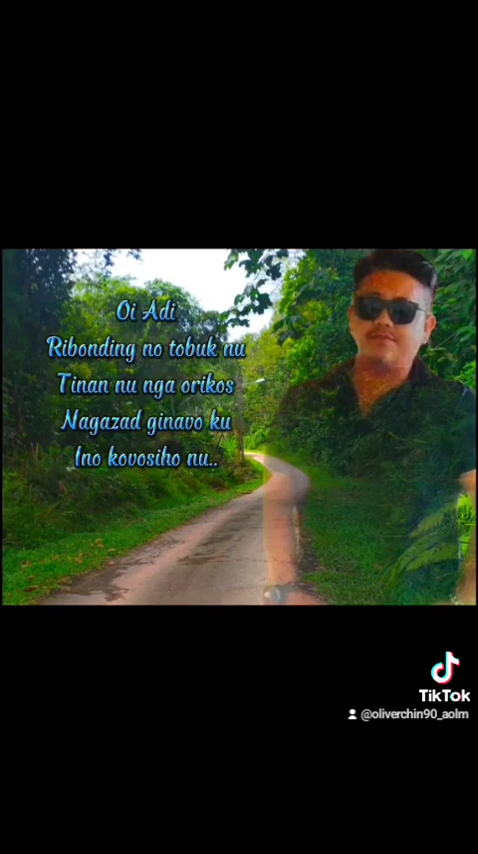 Oi Adi
Ribonding no tobuk nu
Tinan nu nga orikos
Nagazad ginavo ku
Ino kovosiho nu..
TikTok
@oliverchin90_aolm